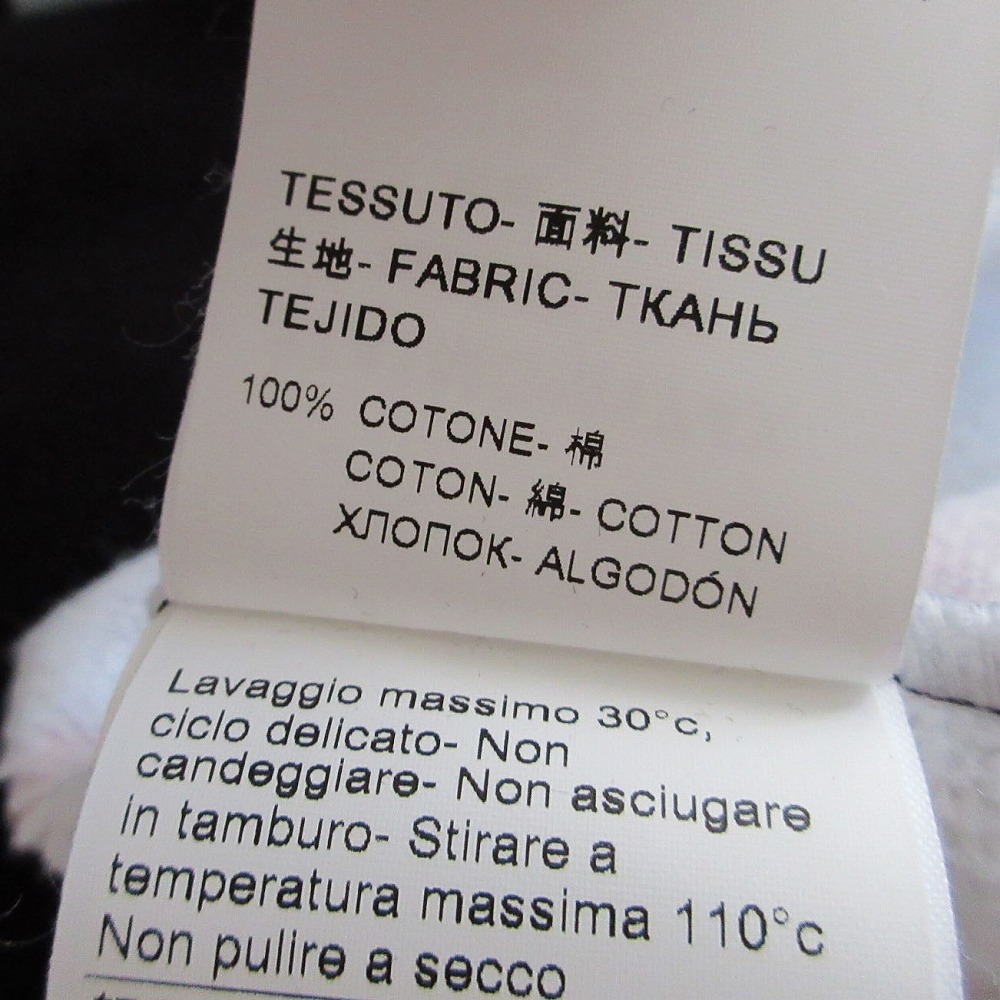 TESSUTO- 面料- TISSU
生地- FABRIC- ТКАНЬ
TEJIDO
100% COTONE- 棉
COTON- 綿- COTTON
ХЛОПОК- ALGODÓN
Lavaggio massimo 30°c,
ciclo delicato- Non
candeggiare- Non asciugare
in tamburo- Stirare a
temperatura massima 110°c
Non pulire a secco